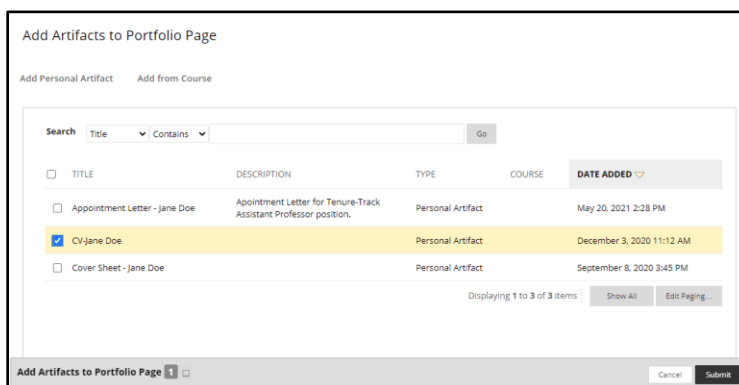 Add Artifacts to Portfolio Page
Add Personal Artifact Add from Course
Search Title Contains Go
TITLE DESCRIPTION TYPE COURSE DATE ADDED
Appointment Letter - Jane Doe Apointment Letter for Tenure-Track Assistant Professor position. Personal Artifact May 20, 2021 2:28 PM
CV-Jane Doe Personal Artifact December 3, 2020 11:12 AM
Cover Sheet - Jane Doe Personal Artifact September 8, 2020 3:45 PM
Displaying 1 to 3 of 3 items Show All Edit Paging...
Add Artifacts to Portfolio Page 1 Cancel Submit